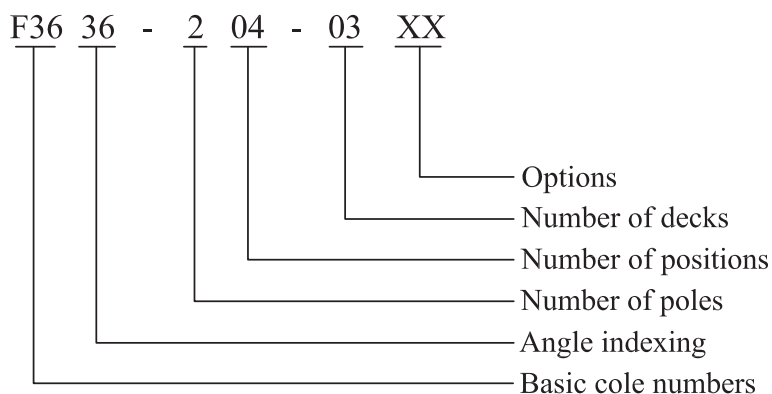 F36 36 - 2 04 - 03 XX
Options
Number of decks
Number of positions
Number of poles
Angle indexing
Basic cole numbers